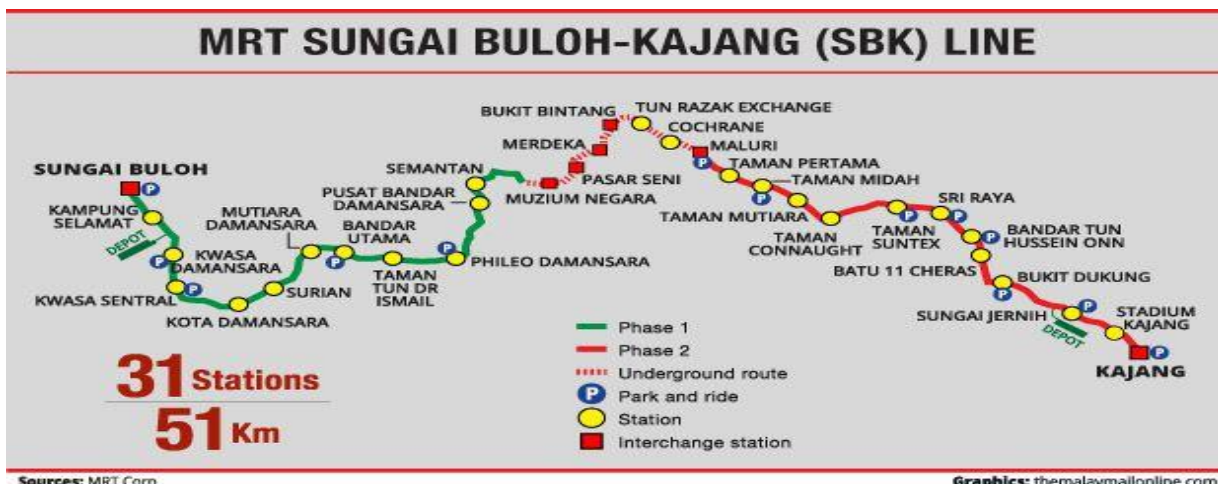 MRT SUNGAI BULOH-KAJANG (SBK) LINE
SUNGAI BULOH
P
KAMPUNG
SELAMAT
DEPOT
P
KWASA
DAMANSARA
KWASA SENTRAL
P
KOTA DAMANSARA
SURIAN
MUTIARA
DAMANSARA
BANDAR
UTAMA
P
TAMAN
TUN DR
ISMAIL
P
PHILEO DAMANSARA
PUSAT BANDAR
DAMANSARA
SEMANTAN
MUZIUM NEGARA
PASAR SENI
MERDEKA
BUKIT BINTANG
TUN RAZAK EXCHANGE
COCHRANE
MALURI
P
TAMAN PERTAMA
TAMAN MIDAH
P
TAMAN MUTIARA
TAMAN
CONNAUGHT
TAMAN
SUNTEX
P
SRI RAYA
P
BANDAR TUN
HUSSEIN ONN
P
BATU 11 CHERAS
BUKIT DUKUNG
P
SUNGAI JERNIH
P
DEPOT
STADIUM
KAJANG
KAJANG
P
31 Stations
51 Km
Phase 1
Phase 2
Underground route
P Park and ride
Station
Interchange station
Sources: MRT Corp
Graphics: themalaymailonline.com